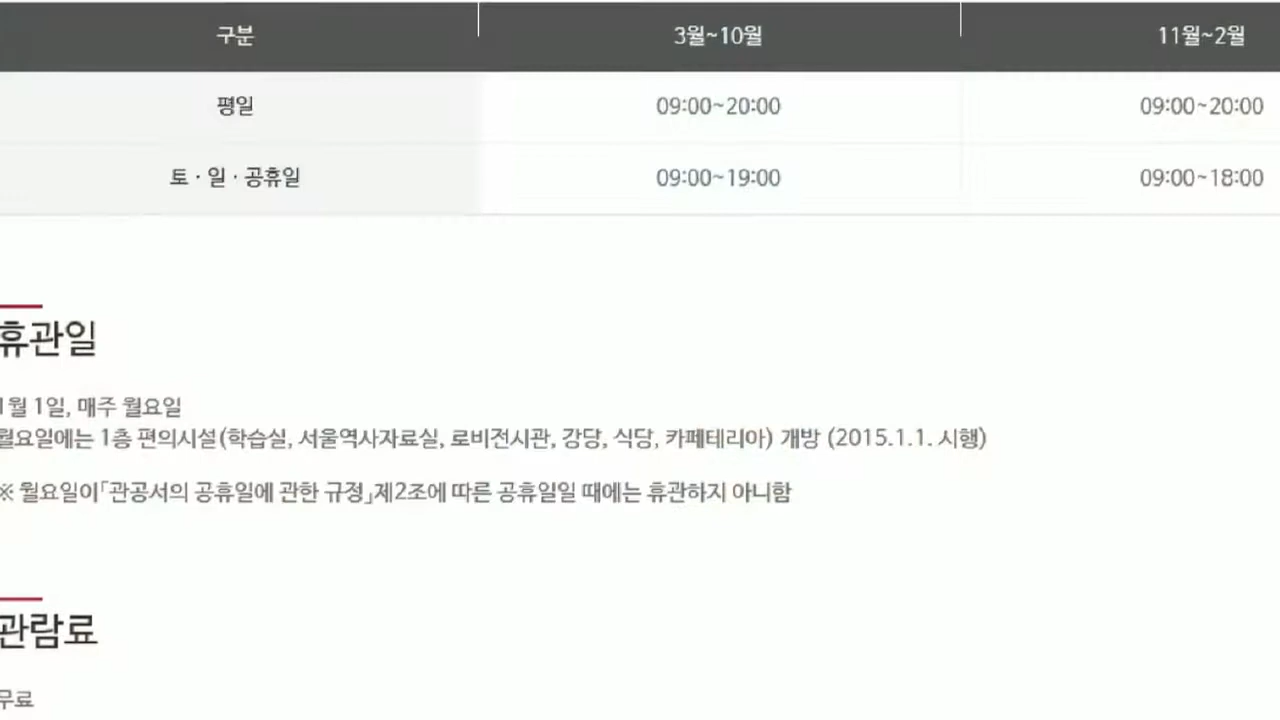 구분 3월~10월 11월~2월
평일 09:00~20:00 09:00~20:00
토·일·공휴일 09:00~19:00 09:00~18:00
휴관일
1월 1일, 매주 월요일
월요일에는 1층 편의시설(학습실, 서울역사자료실, 로비전시관, 강당, 식당, 카페테리아) 개방 (2015.1.1. 시행)
※ 월요일이「관공서의 공휴일에 관한 규정」제2조에 따른 공휴일일 때에는 휴관하지 아니함
관람료
무료